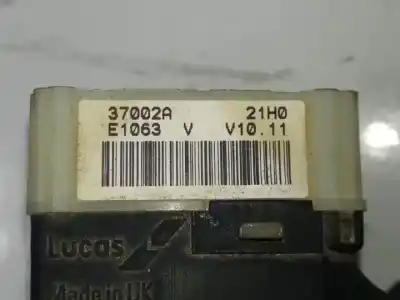 37002A 21H0
E1063 V V10.11
Lucas
Made in UK